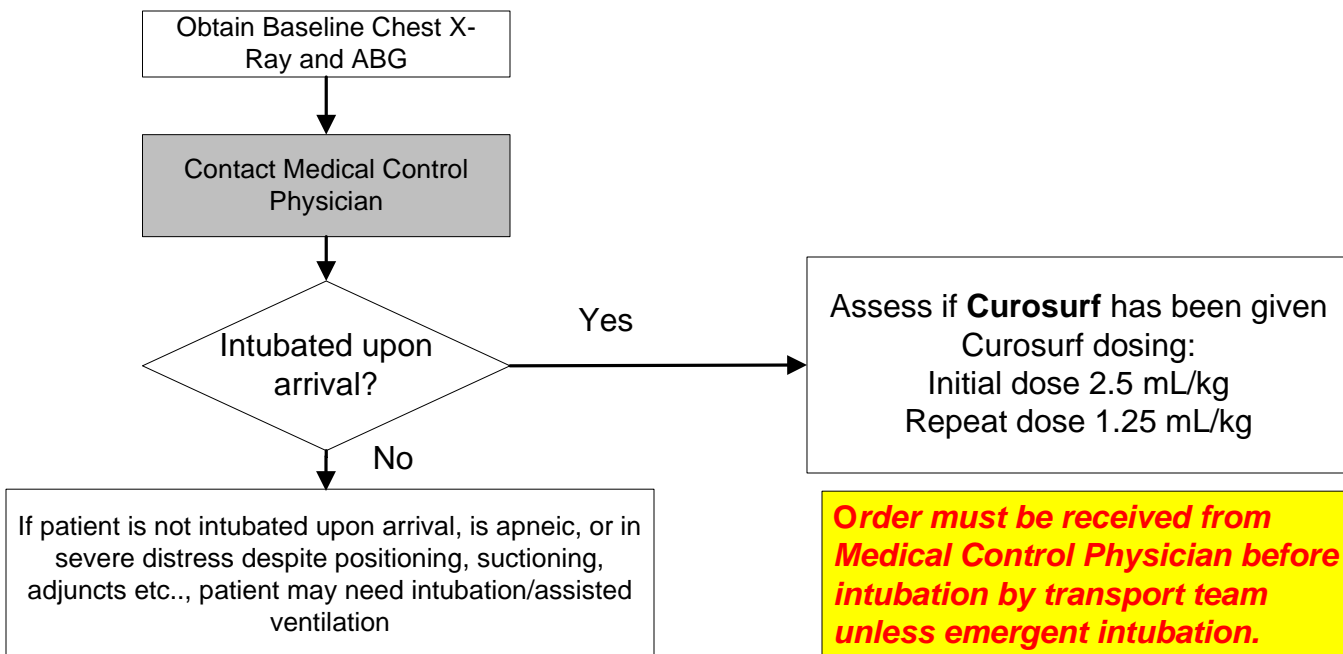 Obtain Baseline Chest X-
Ray and ABG
Contact Medical Control
Physician
Intubated upon
arrival?
Yes
Assess if Curosurf has been given
Curosurf dosing:
Initial dose 2.5 mL/kg
Repeat dose 1.25 mL/kg
No
If patient is not intubated upon arrival, is apneic, or in
severe distress despite positioning, suctioning,
adjuncts etc.., patient may need intubation/assisted
ventilation
Order must be received from
Medical Control Physician before
intubation by transport team
unless emergent intubation.